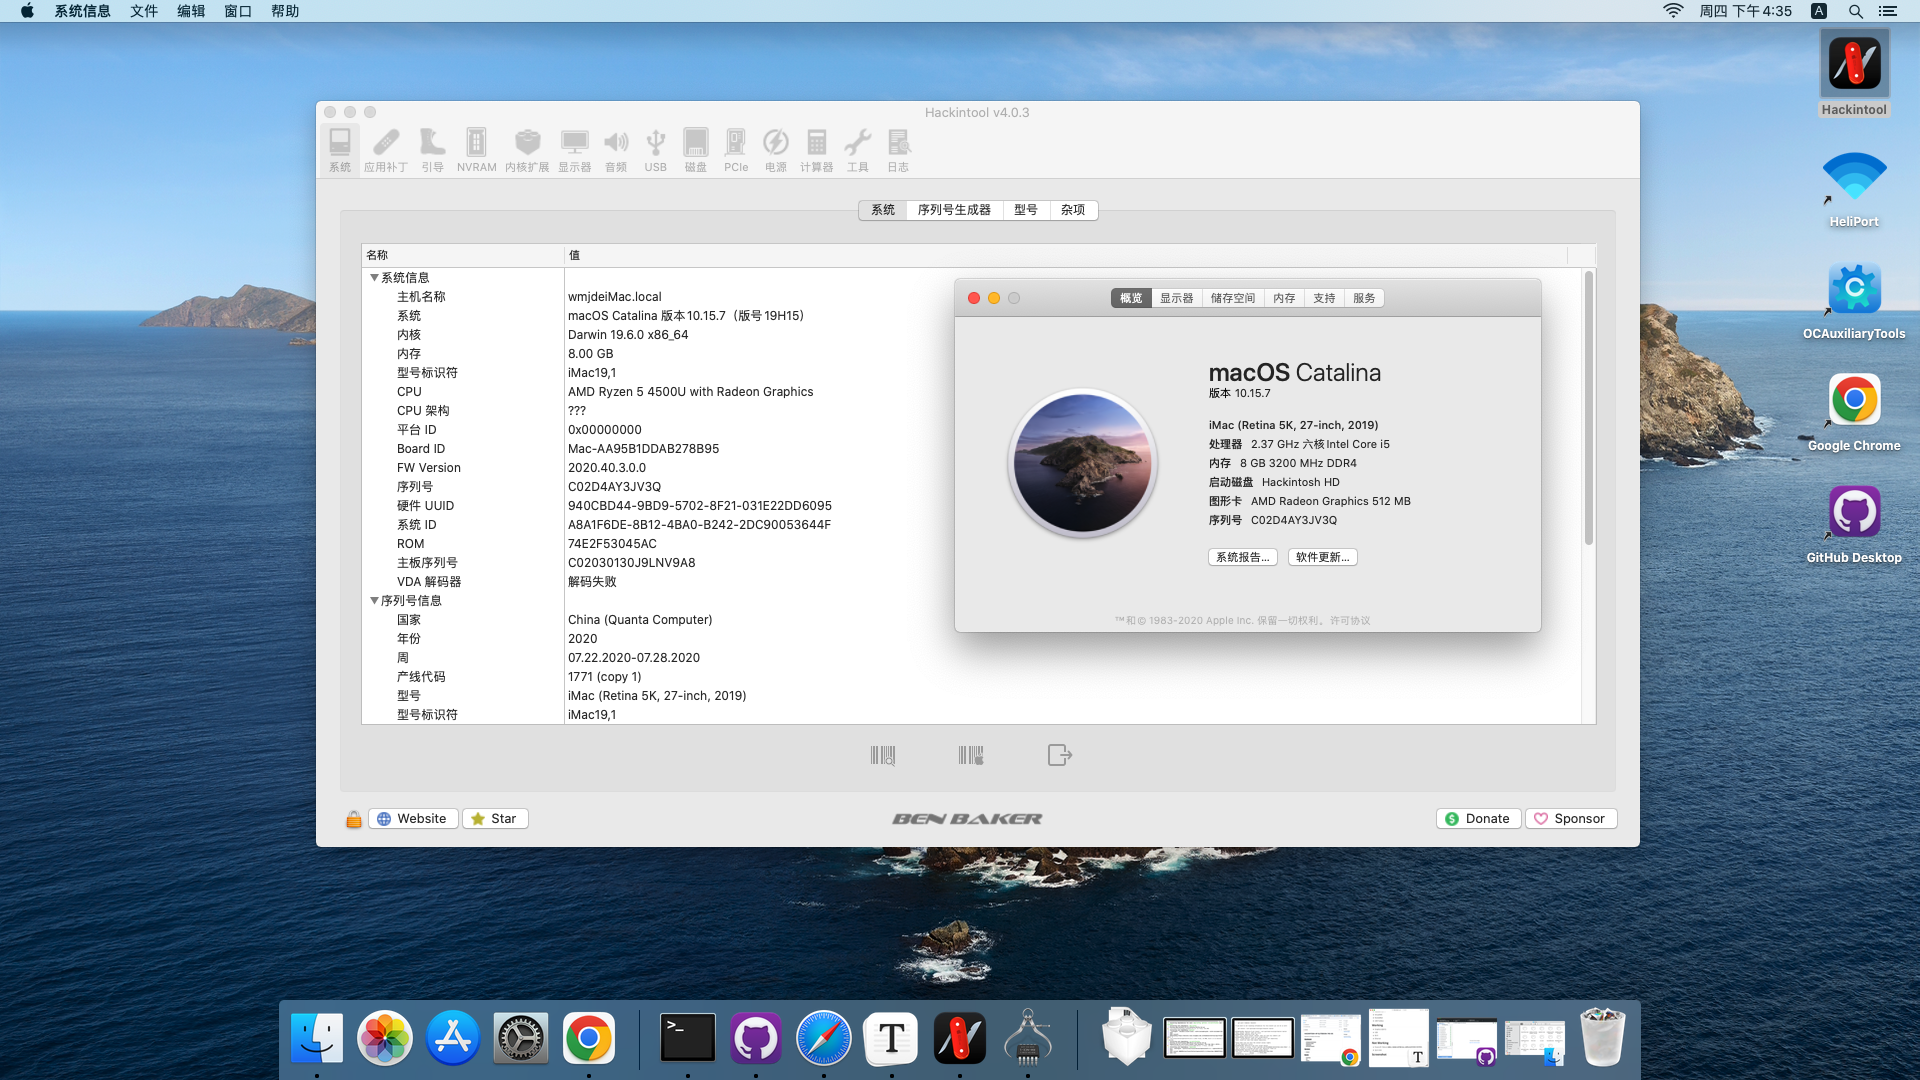 系统信息 文件 编辑 窗口 帮助 周四 下午4:35 A
Hackintool
HeliPort
OCAuxiliaryTools
Google Chrome
GitHub Desktop
Hackintool v4.0.3
系统 应用补丁 引导 NVRAM 内核扩展 显示器 音频 USB 磁盘 PCIe 电源 计算器 工具 日志
系统 序列号生成器 型号 杂项
名称 值
系统信息
主机名称 wmjdeiMac.local
系统 macOS Catalina 版本10.15.7（版号19H15）
内核 Darwin 19.6.0 x86_64
内存 8.00 GB
型号标识符 iMac19,1
CPU AMD Ryzen 5 4500U with Radeon Graphics
CPU 架构 ???
平台 ID 0x00000000
Board ID Mac-AA95B1DDAB278B95
FW Version 2020.40.3.0.0
序列号 C02D4AY3JV3Q
硬件 UUID 940CBD44-9BD9-5702-8F21-031E22DD6095
系统 ID A8A1F6DE-8B12-4BA0-B242-2DC90053644F
ROM 74E2F53045AC
主板序列号 C02030130J9LNV9A8
VDA 解码器 解码失败
序列号信息
国家 China (Quanta Computer)
年份 2020
周 07.22.2020-07.28.2020
产线代码 1771 (copy 1)
型号 iMac (Retina 5K, 27-inch, 2019)
型号标识符 iMac19,1
概览 显示器 储存空间 内存 支持 服务
macOS Catalina
版本 10.15.7
iMac (Retina 5K, 27-inch, 2019)
处理器 2.37 GHz 六核Intel Core i5
内存 8 GB 3200 MHz DDR4
启动磁盘 Hackintosh HD
图形卡 AMD Radeon Graphics 512 MB
序列号 C02D4AY3JV3Q
系统报告... 软件更新...
™和© 1983-2020 Apple Inc. 保留一切权利。许可协议
Website Star BEN BAKER Donate Sponsor
>_ T T